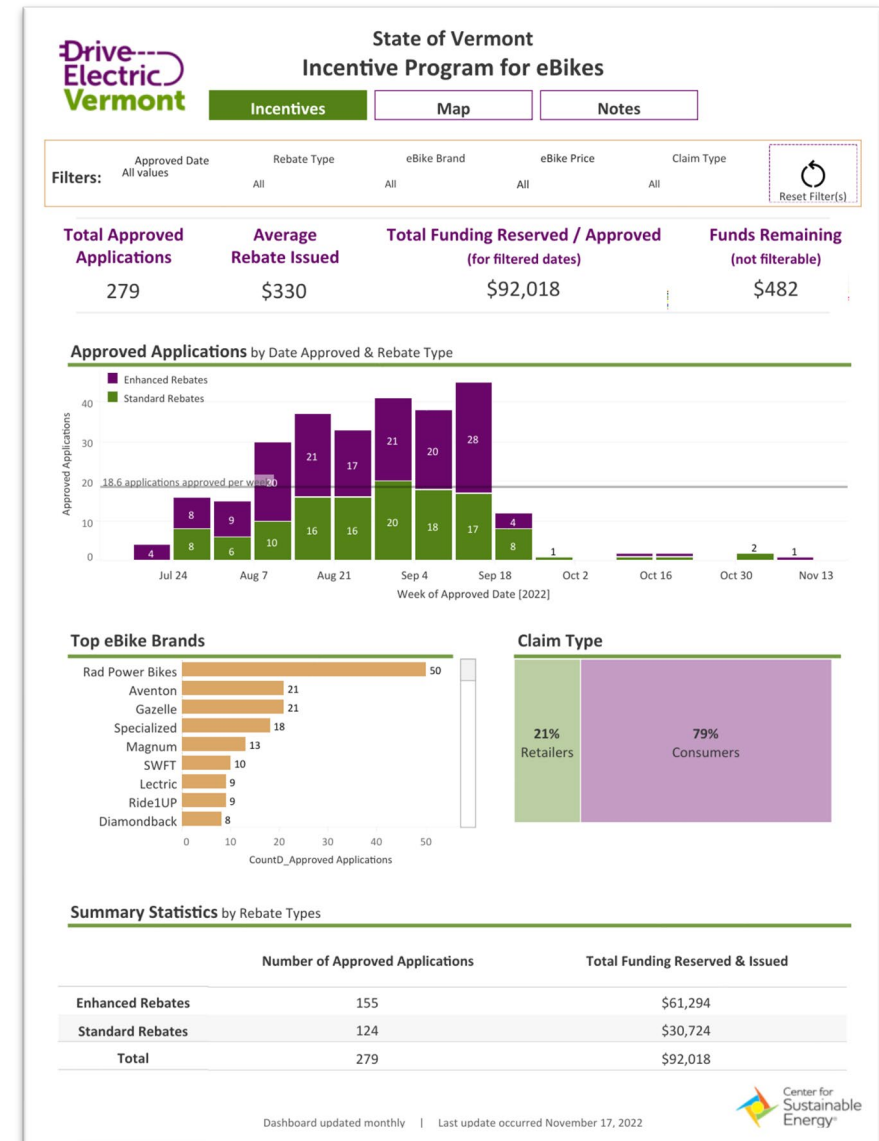 Drive
Electric
Vermont
State of Vermont
Incentive Program for eBikes
Incentives
Map
Notes
Filters:
Approved Date
All values
Rebate Type
All
eBike Brand
All
eBike Price
All
Claim Type
All
Reset Filter(s)
Total Approved
Applications
279
Average
Rebate Issued
$330
Total Funding Reserved / Approved
(for filtered dates)
$92,018
Funds Remaining
(not filterable)
$482
Approved Applications by Date Approved & Rebate Type
Enhanced Rebates
Standard Rebates
Approved Applications
40
30
20
10
0
18.6 applications approved per week
4
8
8
9
6
20
10
21
16
17
16
21
20
20
18
28
17
4
8
1
2
1
Jul 24
Aug 7
Aug 21
Sep 4
Sep 18
Oct 2
Oct 16
Oct 30
Nov 13
Week of Approved Date [2022]
Top eBike Brands
Rad Power Bikes 50
Aventon 21
Gazelle 21
Specialized 18
Magnum 13
SWFT 10
Lectric 9
Ride1UP 9
Diamondback 8
0 10 20 30 40 50
CountD_Approved Applications
Claim Type
21%
Retailers
79%
Consumers
Summary Statistics by Rebate Types
Number of Approved Applications Total Funding Reserved & Issued
Enhanced Rebates 155 $61,294
Standard Rebates 124 $30,724
Total 279 $92,018
Dashboard updated monthly | Last update occurred November 17, 2022
Center for
Sustainable
Energy